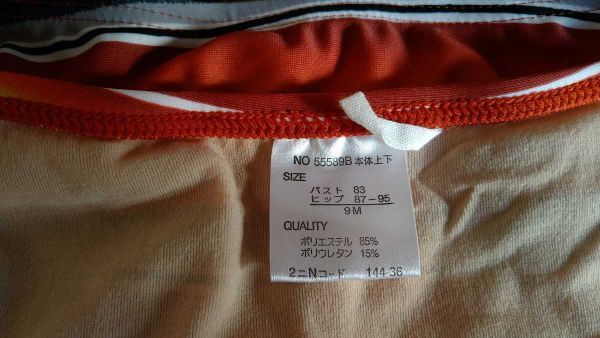 NO 55589B 本体上下
SIZE
バスト 83
ヒップ 87-95
9M
QUALITY
ポリエステル 85%
ポリウレタン 15%
2ニNコード 144-36